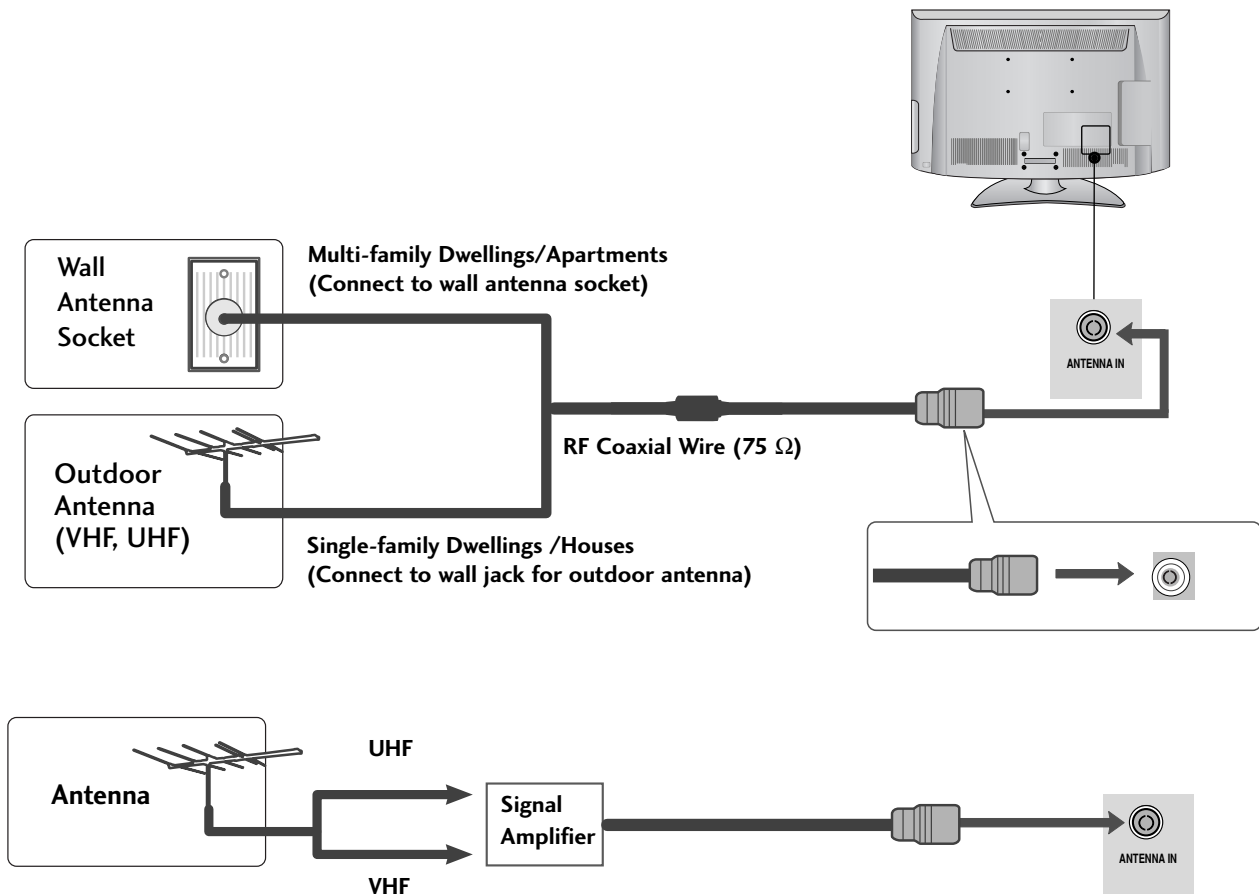 Wall
Antenna
Socket
Multi-family Dwellings/Apartments
(Connect to wall antenna socket)
ANTENNA IN
RF Coaxial Wire (75 Ω)
Outdoor
Antenna
(VHF, UHF)
Single-family Dwellings /Houses
(Connect to wall jack for outdoor antenna)
Antenna
UHF
VHF
Signal
Amplifier
ANTENNA IN